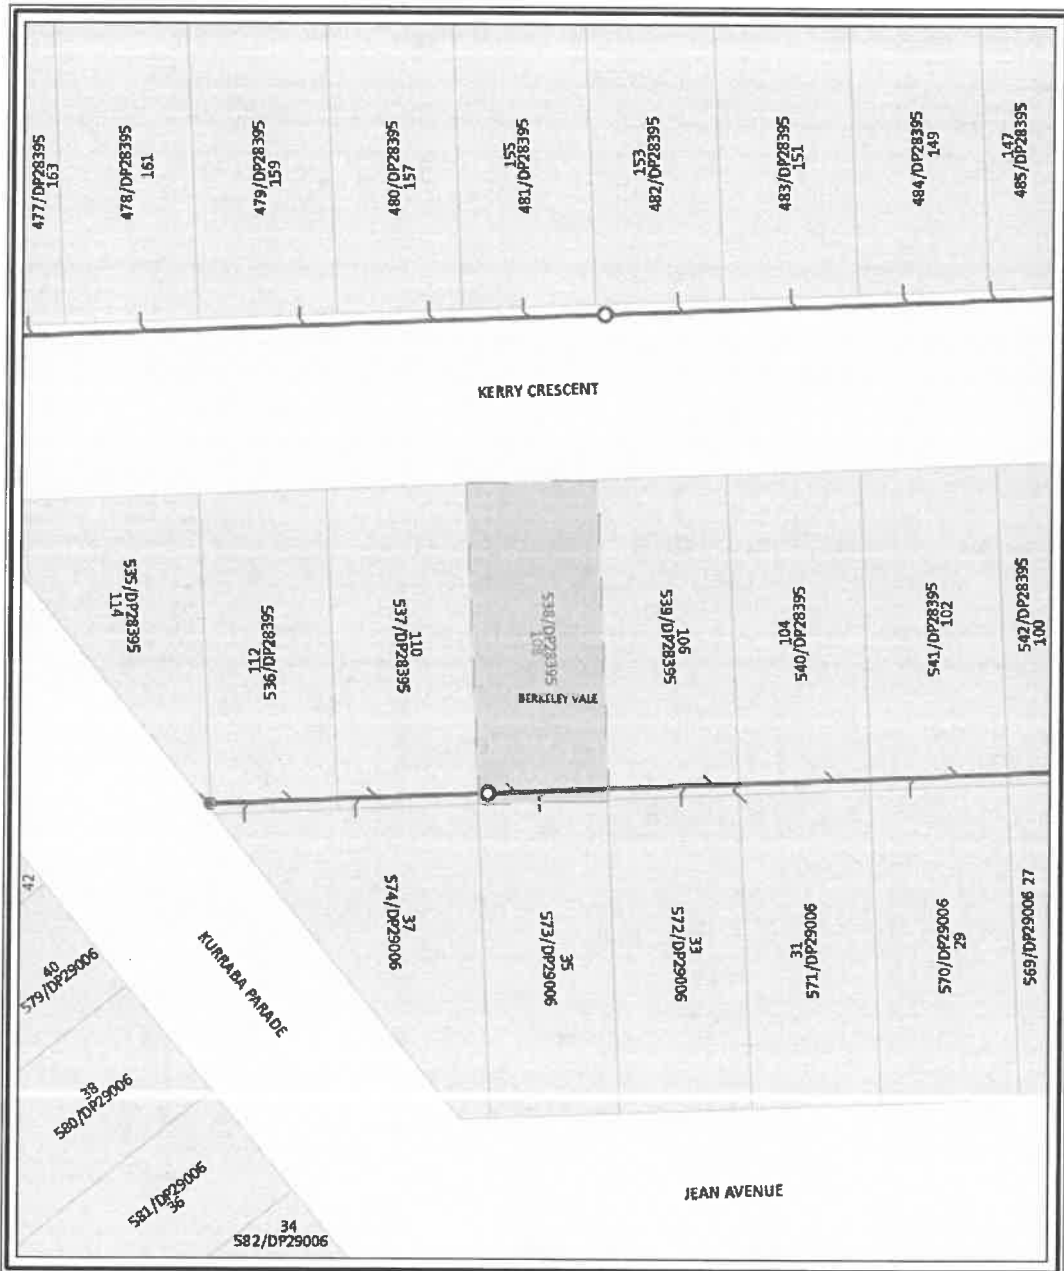 477/DP28395
163
478/DP28395
161
479/DP28395
159
480/DP28395
157
155
481/DP28395
153
482/DP28395
483/DP28395
151
484/DP28395
149
147
485/DP28395
KERRY CRESCENT
535/DP28395
114
112
536/DP28395
110
537/DP28395
538/DP28395
108
BERKELEY VALE
106
539/DP28395
104
540/DP28395
541/DP28395
102
542/DP28395
100
42
40
579/DP29006
38
580/DP29006
581/DP29006
36
34
582/DP29006
KURRABA PARADE
37
574/DP29006
35
573/DP29006
33
572/DP29006
31
571/DP29006
570/DP29006
29
569/DP29006 27
JEAN AVENUE